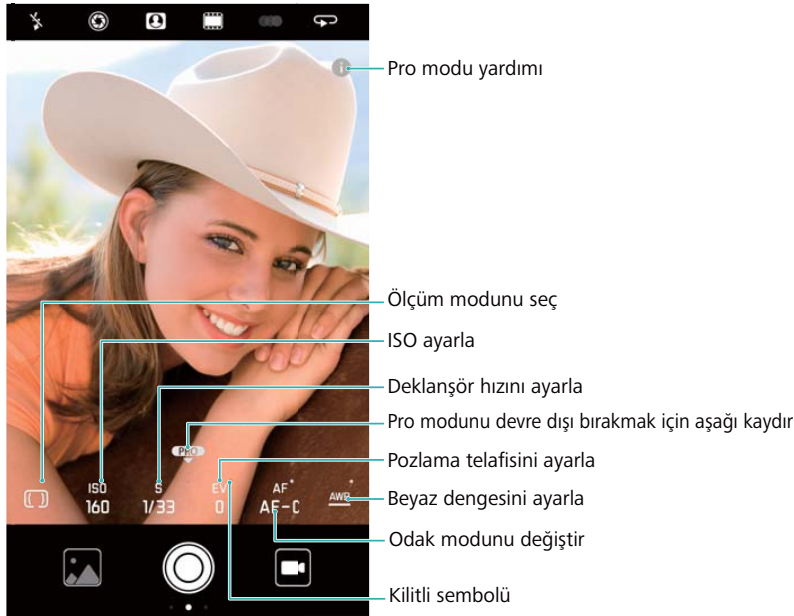 Pro modu yardımı
Ölçüm modunu seç
ISO ayarla
Deklanşör hızını ayarla
Pro modunu devre dışı bırakmak için aşağı kaydır
PRO
Pozlama telafisini ayarla
ISO S EV AF AWB
160 1/33 0 AF-C
Beyaz dengesini ayarla
Odak modunu değiştir
Kilitli sembolü